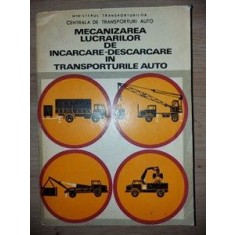 MINISTERUL TRANSPORTURILOR
CENTRALA DE TRANSPORTURI AUTO
MECANIZAREA
LUCRARILOR
DE
INCARCARE-DESCARCARE
IN
TRANSPORTURILE AUTO